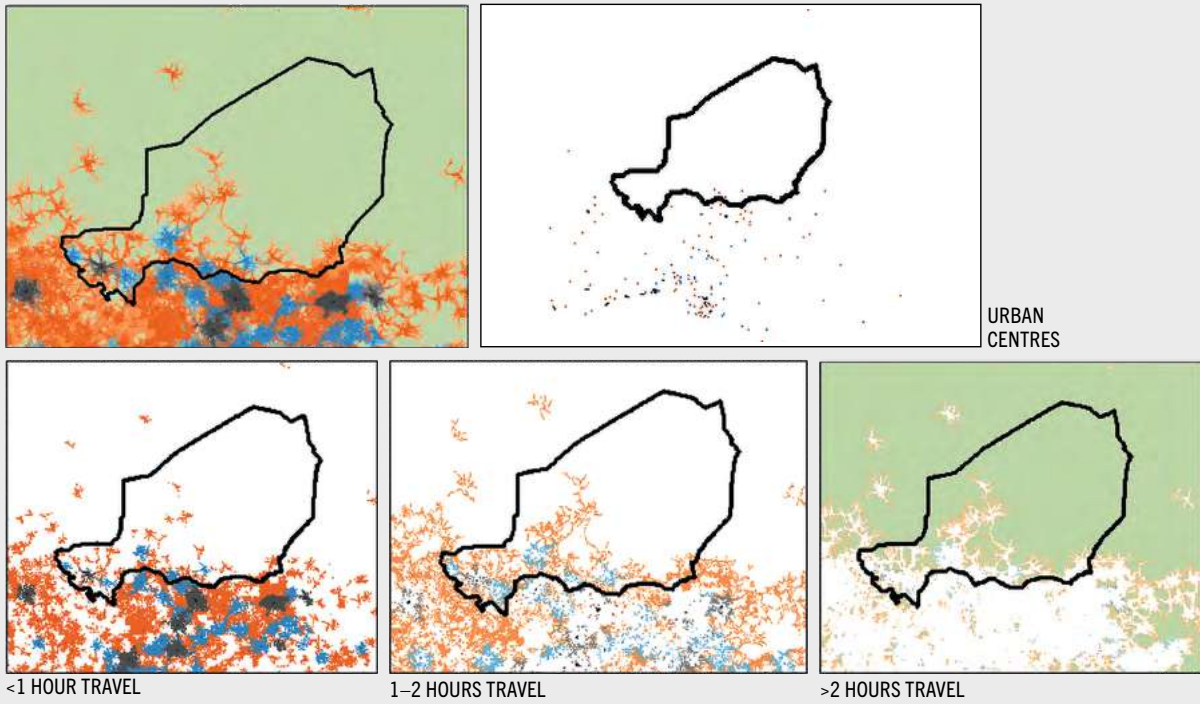 URBAN
CENTRES
<1 HOUR TRAVEL
1–2 HOURS TRAVEL
>2 HOURS TRAVEL